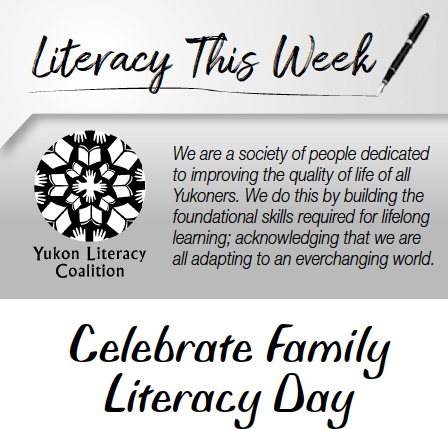 Literacy This Week
We are a society of people dedicated
to improving the quality of life of all
Yukoners. We do this by building the
foundational skills required for lifelong
learning; acknowledging that we are
all adapting to an everchanging world.
Yukon Literacy
Coalition
Celebrate Family
Literacy Day